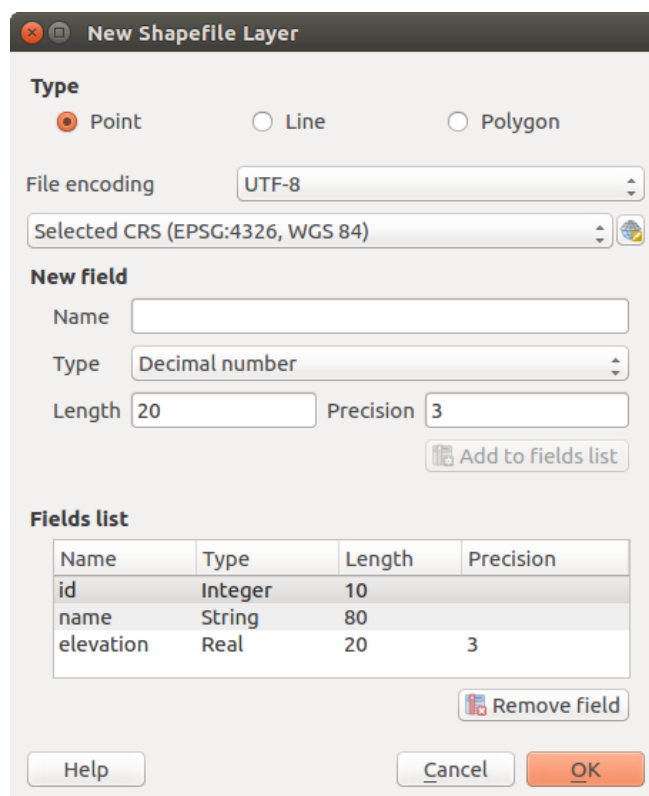 New Shapefile Layer
Type
Point Line Polygon
File encoding UTF-8
Selected CRS (EPSG:4326, WGS 84)
New field
Name
Type Decimal number
Length 20 Precision 3
Add to fields list
Fields list
Name Type Length Precision
id Integer 10
name String 80
elevation Real 20 3
Remove field
Help Cancel OK